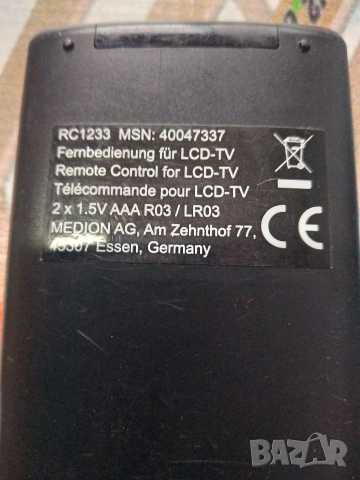 RC1233 MSN: 40047337
Fernbedienung für LCD-TV
Remote Control for LCD-TV
Télécommande pour LCD-TV
2 x 1.5V AAA R03 / LR03
MEDION AG, Am Zehnthof 77,
45307 Essen, Germany
CE
BAZAR